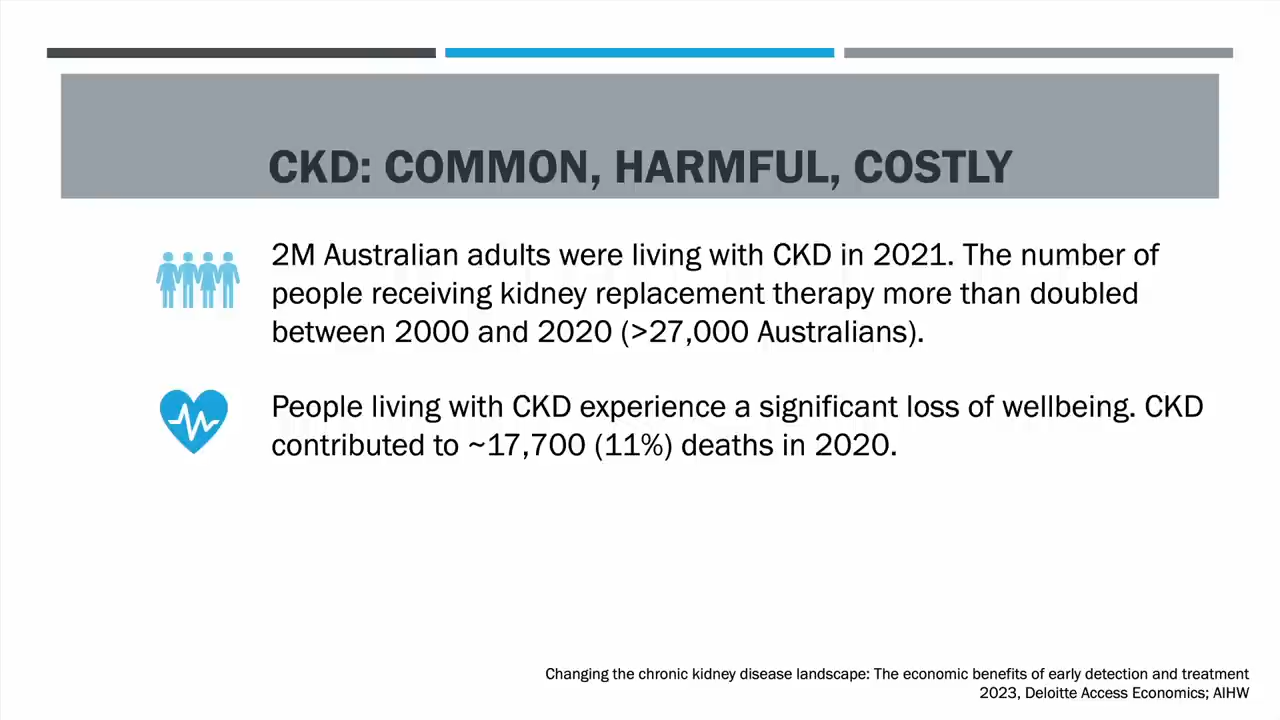 CKD: COMMON, HARMFUL, COSTLY
2M Australian adults were living with CKD in 2021. The number of
people receiving kidney replacement therapy more than doubled
between 2000 and 2020 (>27,000 Australians).
People living with CKD experience a significant loss of wellbeing. CKD
contributed to ~17,700 (11%) deaths in 2020.
Changing the chronic kidney disease landscape: The economic benefits of early detection and treatment
2023, Deloitte Access Economics; AIHW